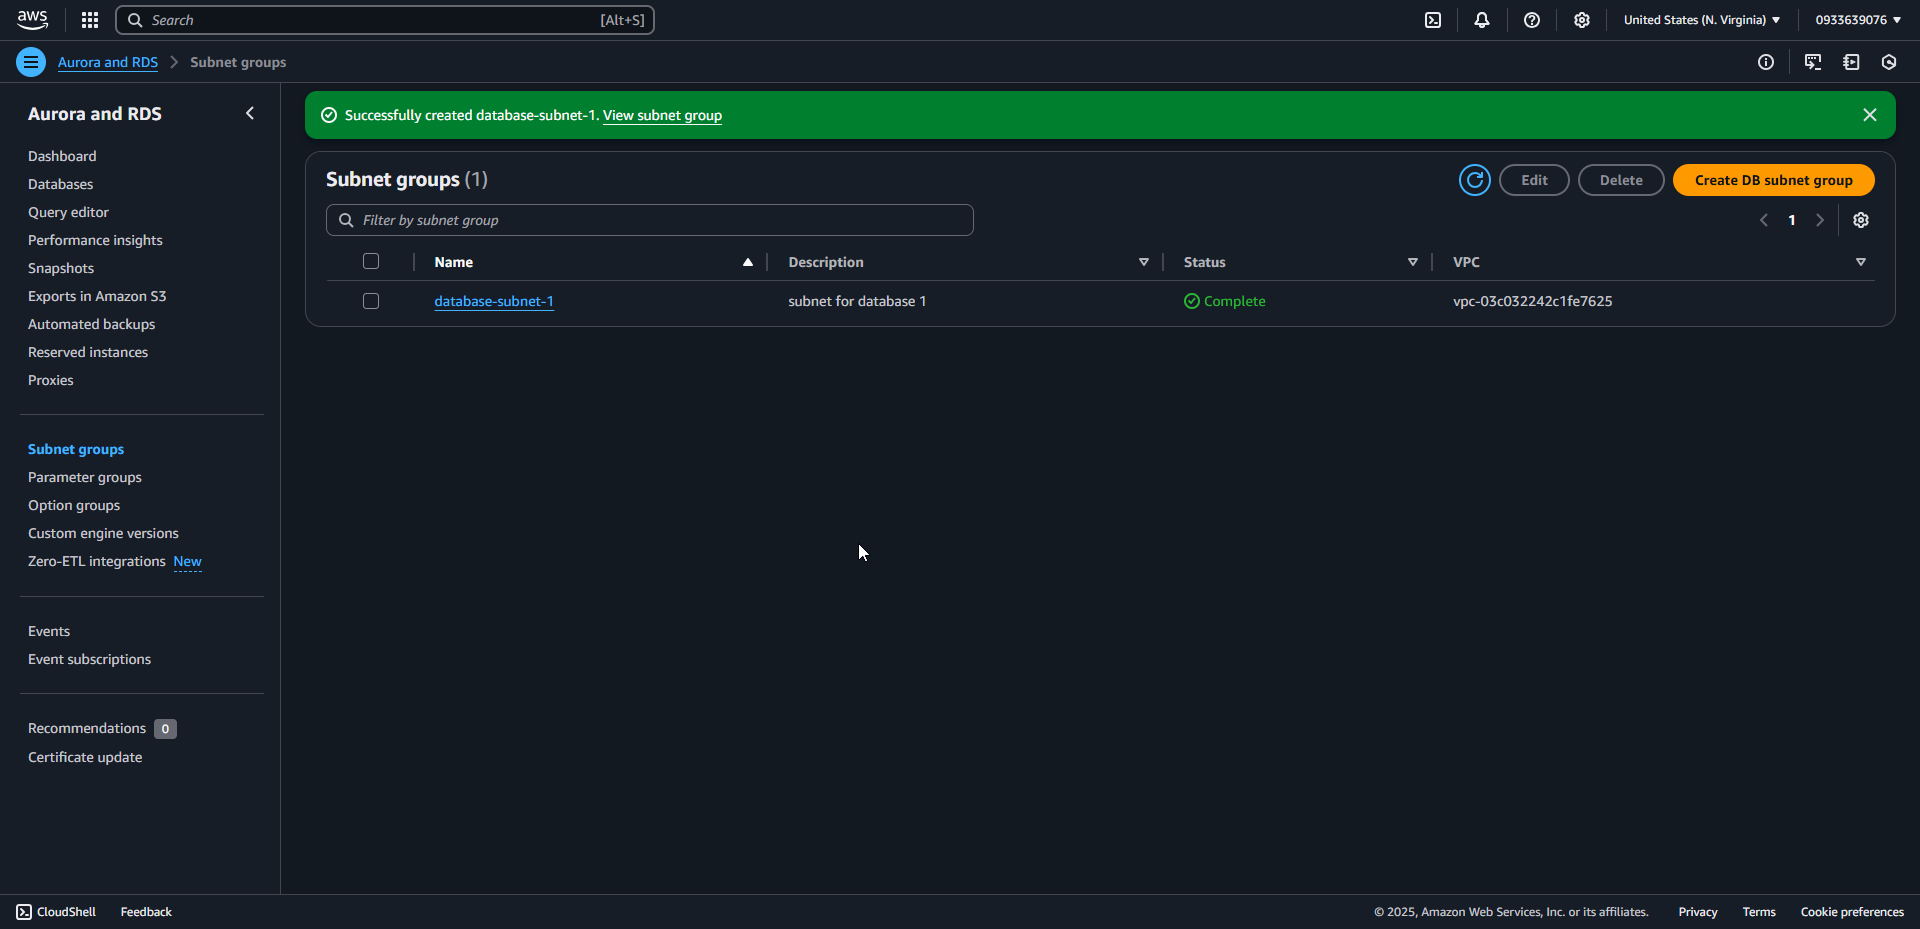 aws
Search [Alt+S]
United States (N. Virginia)
0933639076
Aurora and RDS
Subnet groups
Aurora and RDS
Dashboard
Databases
Query editor
Performance insights
Snapshots
Exports in Amazon S3
Automated backups
Reserved instances
Proxies
Subnet groups
Parameter groups
Option groups
Custom engine versions
Zero-ETL integrations New
Events
Event subscriptions
Recommendations 0
Certificate update
Successfully created database-subnet-1. View subnet group
Subnet groups (1)
Edit
Delete
Create DB subnet group
Filter by subnet group
1
Name Description Status VPC
database-subnet-1 subnet for database 1 Complete vpc-03c032242c1fe7625
CloudShell
Feedback
© 2025, Amazon Web Services, Inc. or its affiliates.
Privacy
Terms
Cookie preferences